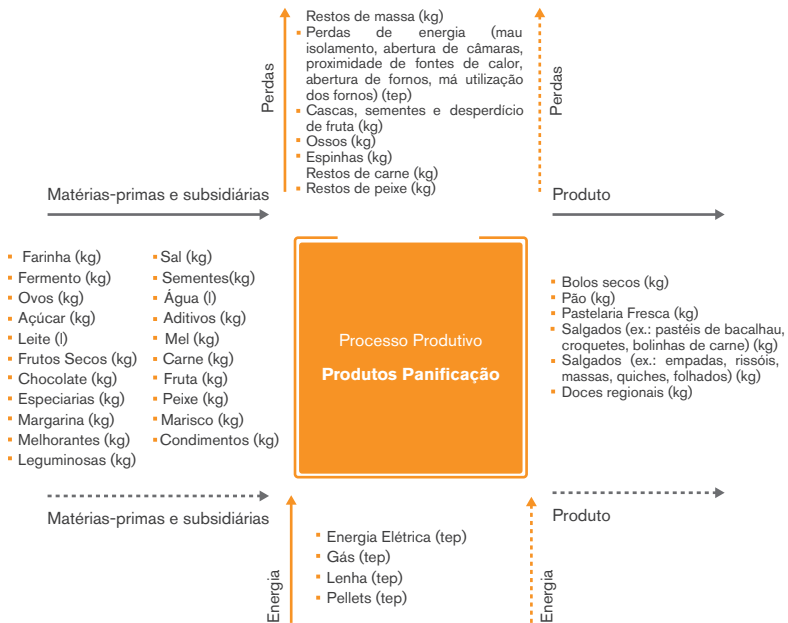 Restos de massa (kg)
Perdas de energia (mau
isolamento, abertura de câmaras,
proximidade de fontes de calor,
abertura de fornos, má utilização
dos fornos) (tep)
Cascas, sementes e desperdício
de fruta (kg)
Ossos (kg)
Espinhas (kg)
Restos de carne (kg)
Restos de peixe (kg)
Perdas
Perdas
Matérias-primas e subsidiárias
Produto
Farinha (kg)
Fermento (kg)
Ovos (kg)
Açúcar (kg)
Leite (l)
Frutos Secos (kg)
Chocolate (kg)
Especiarias (kg)
Margarina (kg)
Melhorantes (kg)
Leguminosas (kg)
Sal (kg)
Sementes(kg)
Água (l)
Aditivos (kg)
Mel (kg)
Carne (kg)
Fruta (kg)
Peixe (kg)
Marisco (kg)
Condimentos (kg)
Processo Produtivo
Produtos Panificação
Bolos secos (kg)
Pão (kg)
Pastelaria Fresca (kg)
Salgados (ex.: pastéis de bacalhau,
croquetes, bolinhas de carne) (kg)
Salgados (ex.: empadas, rissóis,
massas, quiches, folhados) (kg)
Doces regionais (kg)
Matérias-primas e subsidiárias
Produto
Energia
Energia Elétrica (tep)
Gás (tep)
Lenha (tep)
Pellets (tep)
Energia